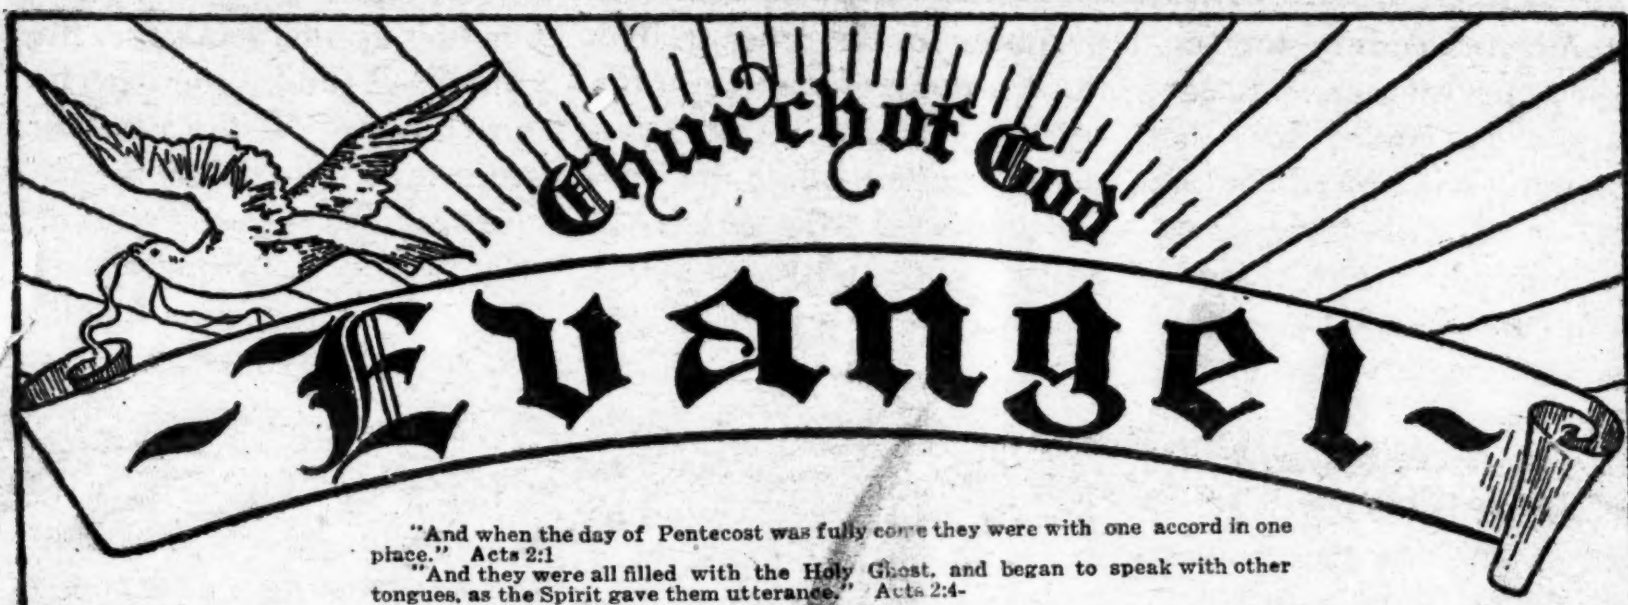 Church of God
-Evangel-
"And when the day of Pentecost was fully come they were with one accord in one
place." Acts 2:1
"And they were all filled with the Holy Ghost. and began to speak with other
tongues, as the Spirit gave them utterance." Acts 2:4-